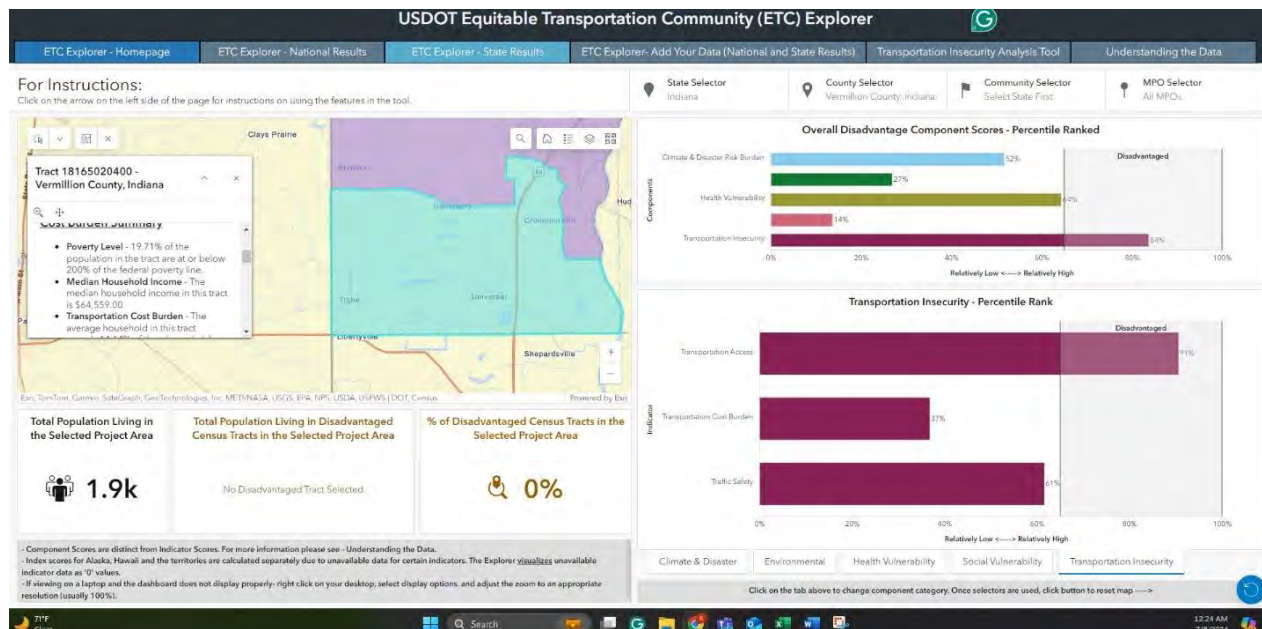 USDOT Equitable Transportation Community (ETC) Explorer
ETC Explorer - Homepage
ETC Explorer - National Results
ETC Explorer - State Results
ETC Explorer- Add Your Data (National and State Results)
Transportation Insecurity Analysis Tool
Understanding the Data
For Instructions:
Click on the arrow on the left side of the page for instructions on using the features in the tool.
State Selector
Indiana
County Selector
Vermillion County, Indiana
Community Selector
Select State First
MPO Selector
All MPOs
Clays Prairie
Tract 18165020400 -
Vermillion County, Indiana
Cost Burden Summary
• Poverty Level - 19.71% of the
population in the tract are at or below
200% of the federal poverty line.
• Median Household Income - The
median household income in this tract
is $64,559.00
• Transportation Cost Burden - The
average household in this tract
Universal
Libertyville
Shepardsville
Esri, TomTom, Garmin, SafeGraph, GeoTechnologies, Inc, METI/NASA, USGS, EPA, NPS, USDA, USFWS | DOT, Census
Powered by Esri
Total Population Living in
the Selected Project Area
1.9k
Total Population Living in Disadvantaged
Census Tracts in the Selected Project Area
No Disadvantaged Tract Selected
% of Disadvantaged Census Tracts in the
Selected Project Area
0%
- Component Scores are distinct from Indicator Scores. For more information please see - Understanding the Data.
- Index scores for Alaska, Hawaii and the territories are calculated separately due to unavailable data for certain indicators. The Explorer visualizes unavailable
indicator data as '0' values.
- If viewing on a laptop and the dashboard does not display properly- right click on your desktop, select display options, and adjust the zoom to an appropriate
resolution (usually 100%).
Overall Disadvantage Component Scores - Percentile Ranked
Disadvantaged
Components
Climate & Disaster Risk Burden
52%
27%
Health Vulnerability
64%
14%
Transportation Insecurity
84%
0%
20%
40%
60%
80%
100%
Relatively Low <-----> Relatively High
Transportation Insecurity - Percentile Rank
Disadvantaged
Indicator
Transportation Access
91%
Transportation Cost Burden
37%
Traffic Safety
61%
0%
20%
40%
60%
80%
100%
Relatively Low <-----> Relatively High
Climate & Disaster
Environmental
Health Vulnerability
Social Vulnerability
Transportation Insecurity
Click on the tab above to change component category. Once selectors are used, click button to reset map ---->
71°F
Search
12:24 AM